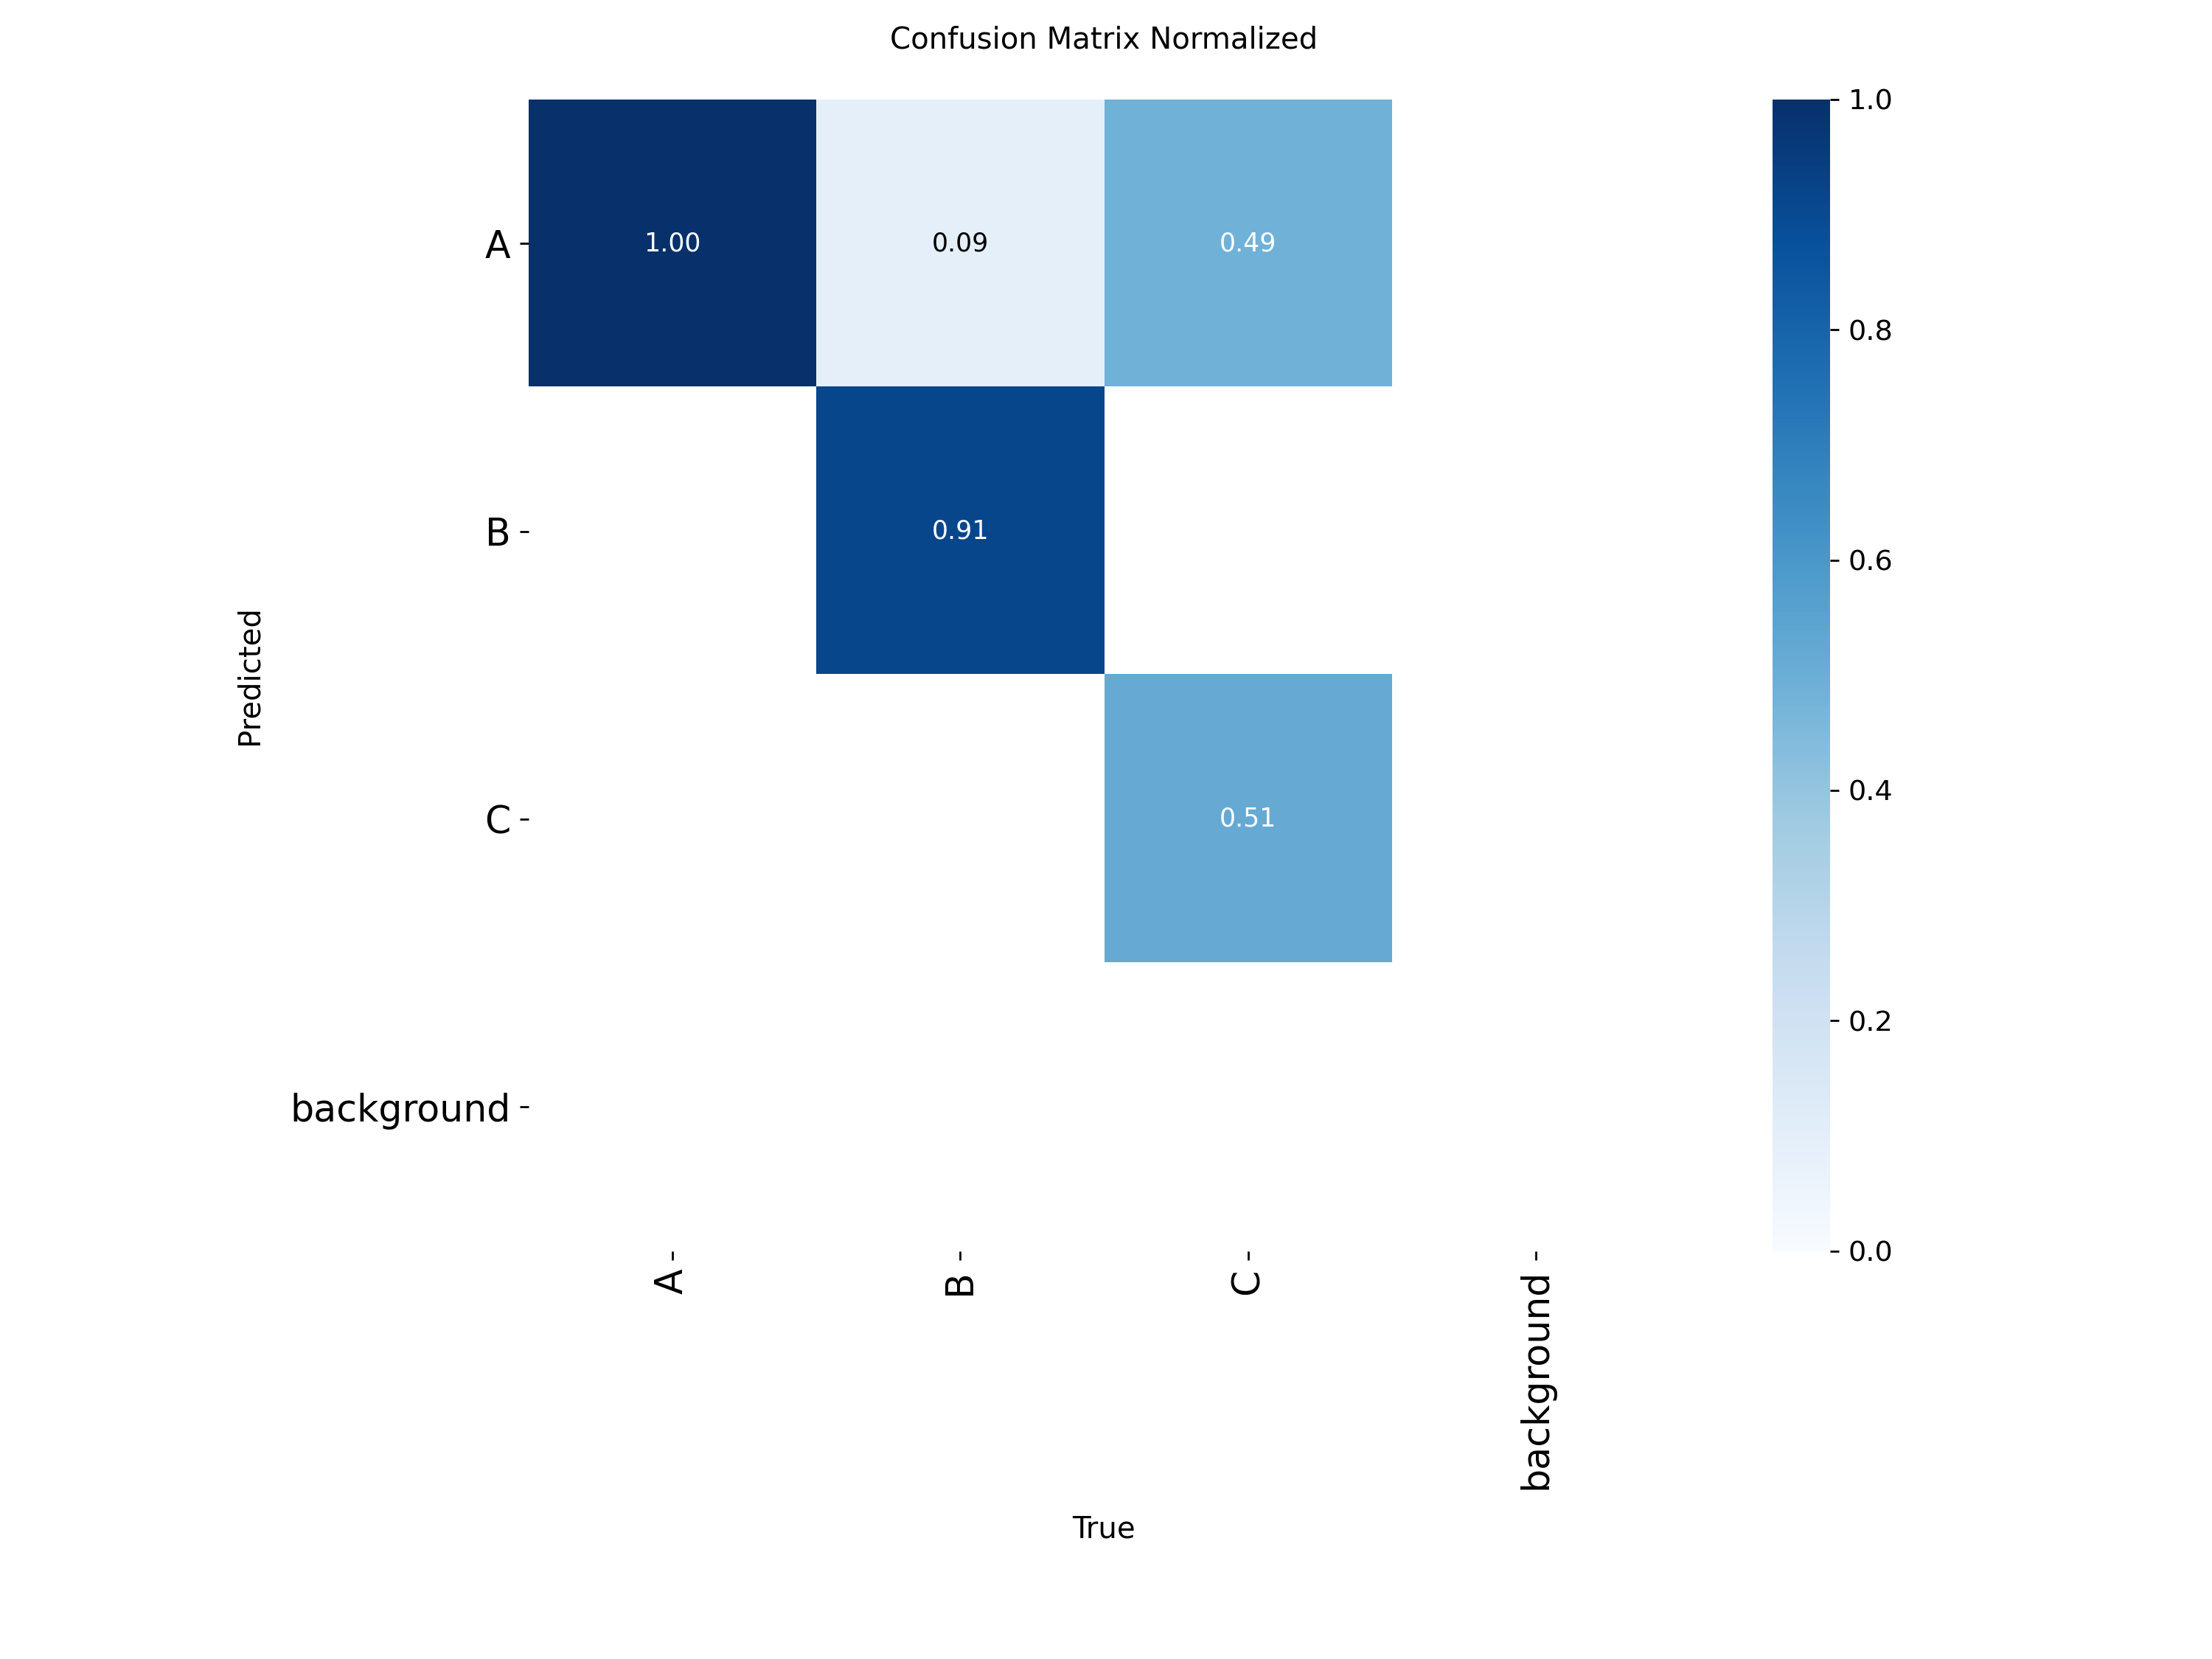 Confusion Matrix Normalized
A
1.00
0.09
0.49
B
0.91
C
0.51
background
Predicted
A
B
C
background
True
1.0
0.8
0.6
0.4
0.2
0.0